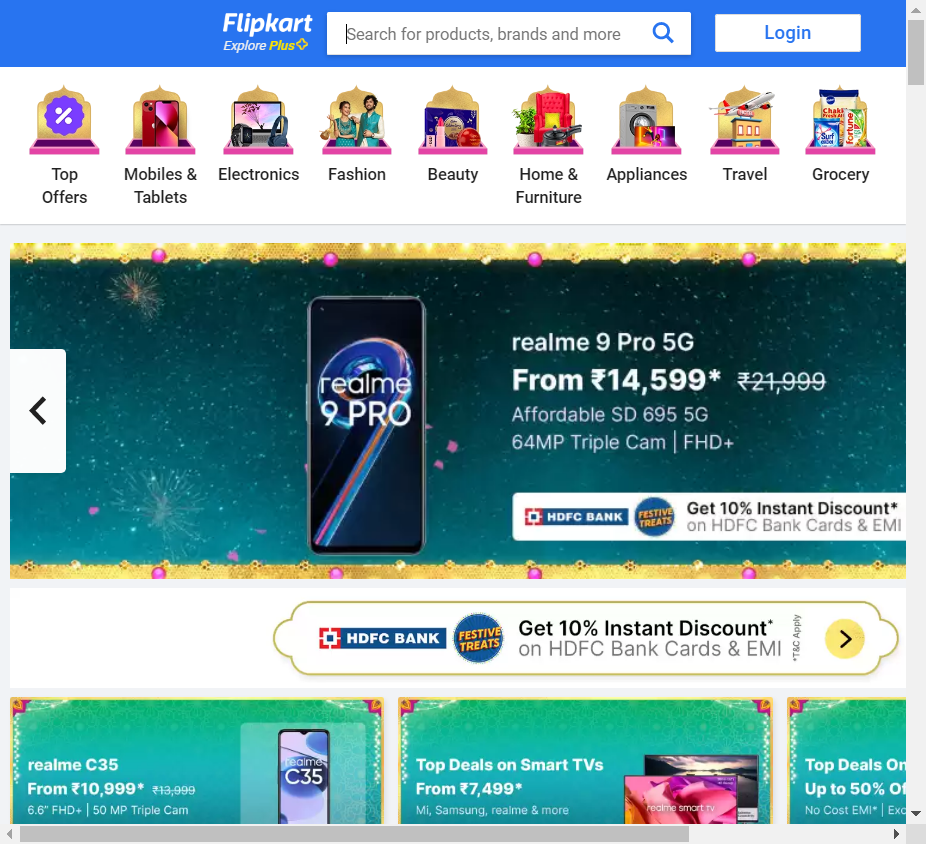 Flipkart
Explore Plus
Search for products, brands and more
Login
Top Offers
Mobiles & Tablets
Electronics
Fashion
Beauty
Home & Furniture
Appliances
Travel
Grocery
realme 9 PRO
realme 9 Pro 5G
From ₹14,599* ₹21,999
Affordable SD 695 5G
64MP Triple Cam | FHD+
HDFC BANK FESTIVE TREATS
Get 10% Instant Discount*
on HDFC Bank Cards & EMI
HDFC BANK FESTIVE TREATS
Get 10% Instant Discount*
on HDFC Bank Cards & EMI
*T&C Apply
realme C35
From ₹10,999* ₹13,999
6.6" FHD+ | 50 MP Triple Cam
realme C35
Top Deals on Smart TVs
From ₹7,499*
Mi, Samsung, realme & more
realme smart TV
Top Deals On
Up to 50% Of
No Cost EMI* | Exc